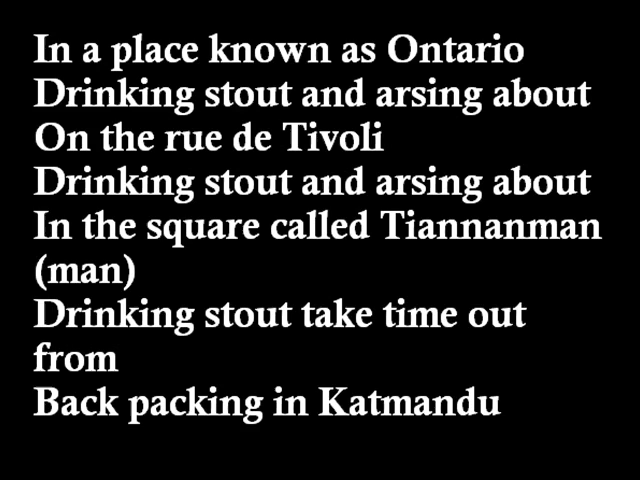 In a place known as Ontario
Drinking stout and arsing about
On the rue de Tivoli
Drinking stout and arsing about
In the square called Tiannanman
(man)
Drinking stout take time out
from
Back packing in Katmandu